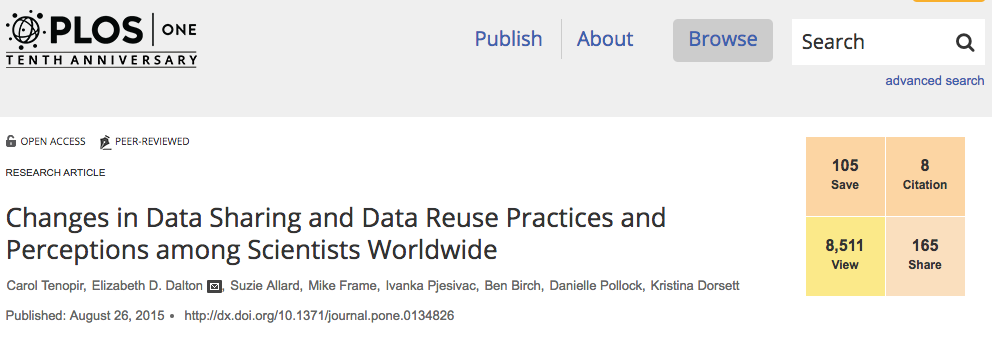 PLOS ONE
TENTH ANNIVERSARY
Publish About Browse Search
advanced search
OPEN ACCESS PEER-REVIEWED
RESEARCH ARTICLE
Changes in Data Sharing and Data Reuse Practices and
Perceptions among Scientists Worldwide
Carol Tenopir, Elizabeth D. Dalton, Suzie Allard, Mike Frame, Ivanka Pjesivac, Ben Birch, Danielle Pollock, Kristina Dorsett
Published: August 26, 2015 • http://dx.doi.org/10.1371/journal.pone.0134826
105 8
Save Citation
8,511 165
View Share